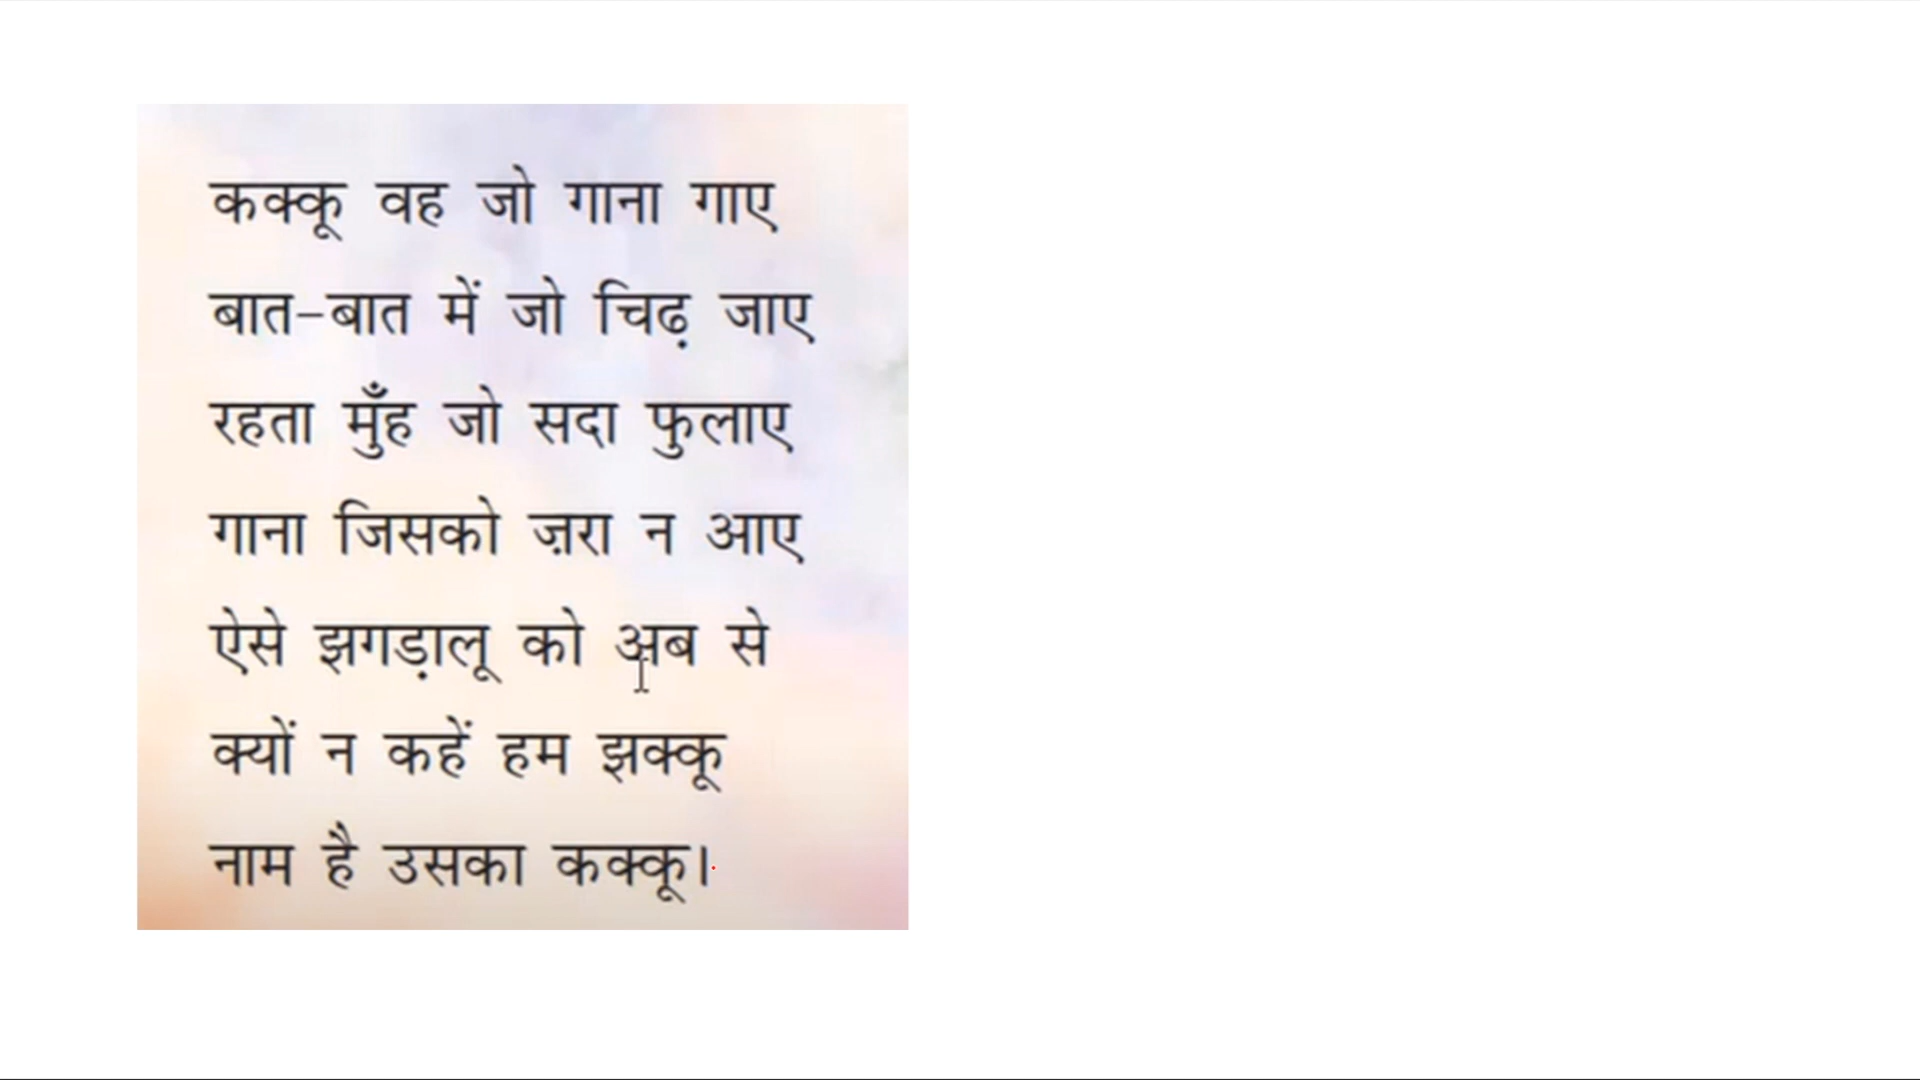 कक्कू वह जो गाना गाए
बात-बात में जो चिढ़ जाए
रहता मुँह जो सदा फुलाए
गाना जिसको ज़रा न आए
ऐसे झगड़ालू को अब से
क्यों न कहें हम झक्कू
नाम है उसका कक्कू।